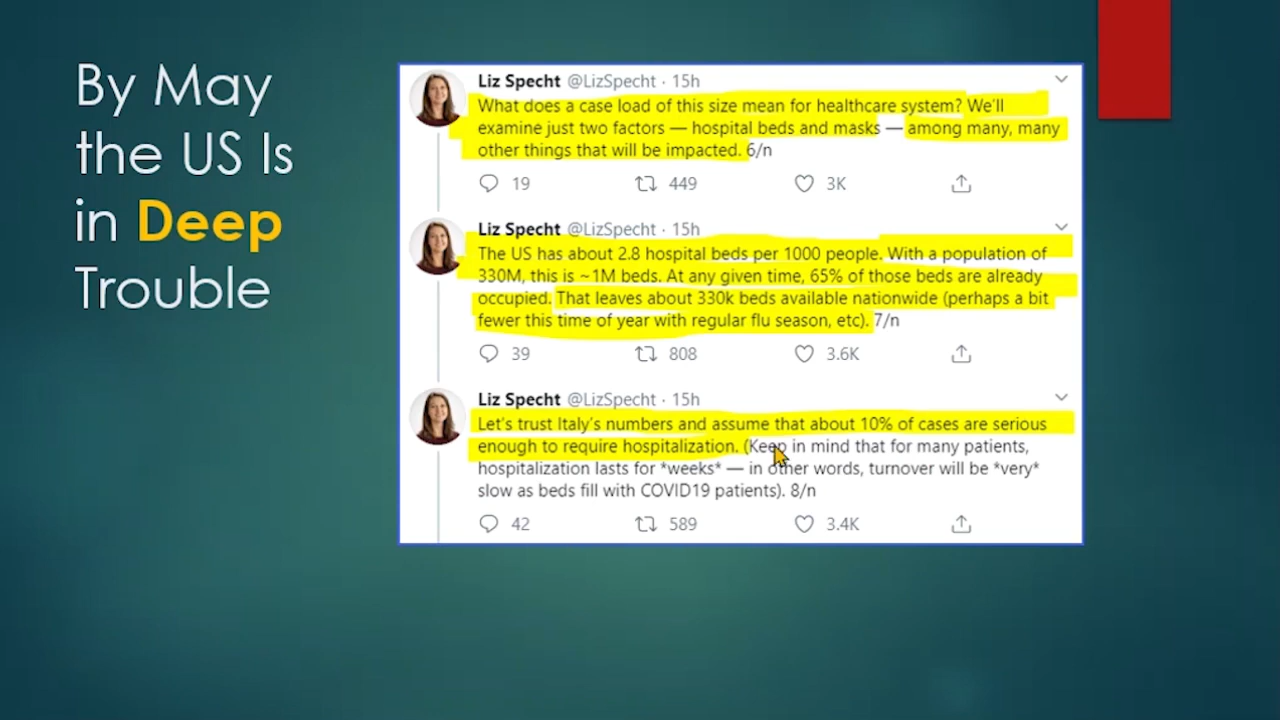 By May
the US Is
in Deep
Trouble
Liz Specht @LizSpecht · 15h
What does a case load of this size mean for healthcare system? We'll
examine just two factors — hospital beds and masks — among many, many
other things that will be impacted. 6/n
19 449 3K
Liz Specht @LizSpecht · 15h
The US has about 2.8 hospital beds per 1000 people. With a population of
330M, this is ~1M beds. At any given time, 65% of those beds are already
occupied. That leaves about 330k beds available nationwide (perhaps a bit
fewer this time of year with regular flu season, etc). 7/n
39 808 3.6K
Liz Specht @LizSpecht · 15h
Let's trust Italy's numbers and assume that about 10% of cases are serious
enough to require hospitalization. (Keep in mind that for many patients,
hospitalization lasts for *weeks* — in other words, turnover will be *very*
slow as beds fill with COVID19 patients). 8/n
42 589 3.4K